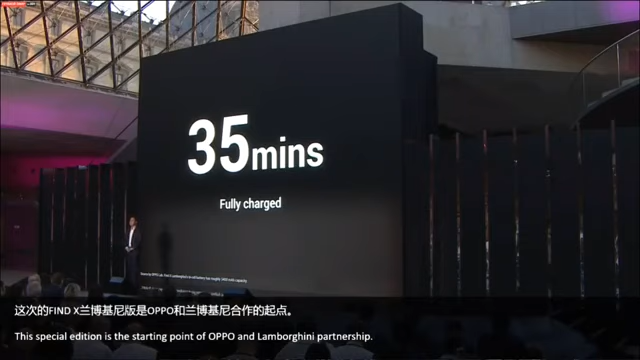 35mins
Fully charged
这次的FIND X兰博基尼版是OPPO和兰博基尼合作的起点。
This special edition is the starting point of OPPO and Lamborghini partnership.